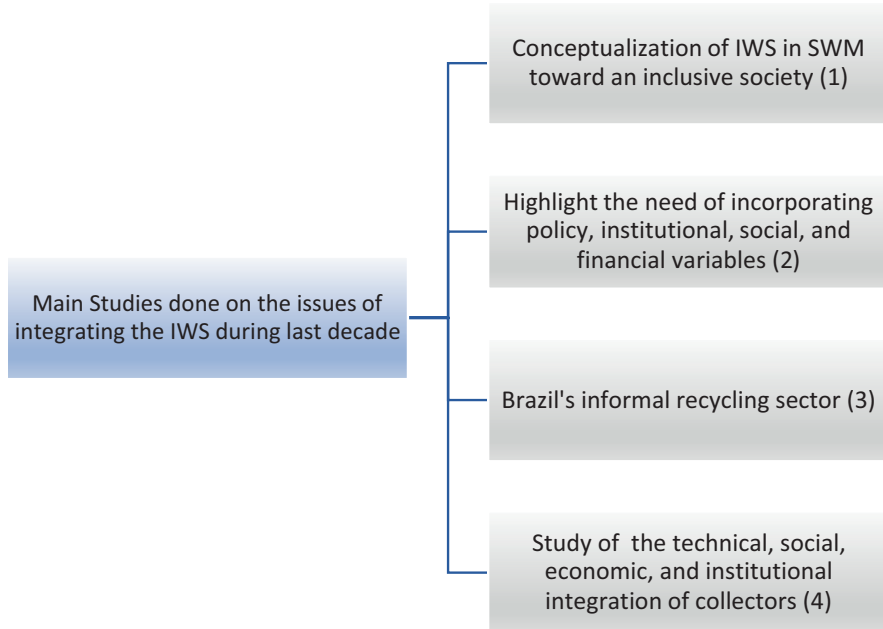 Conceptualization of IWS in SWM
toward an inclusive society (1)
Highlight the need of incorporating
policy, institutional, social, and
financial variables (2)
Main Studies done on the issues of
integrating the IWS during last decade
Brazil's informal recycling sector (3)
Study of the technical, social,
economic, and institutional
integration of collectors (4)